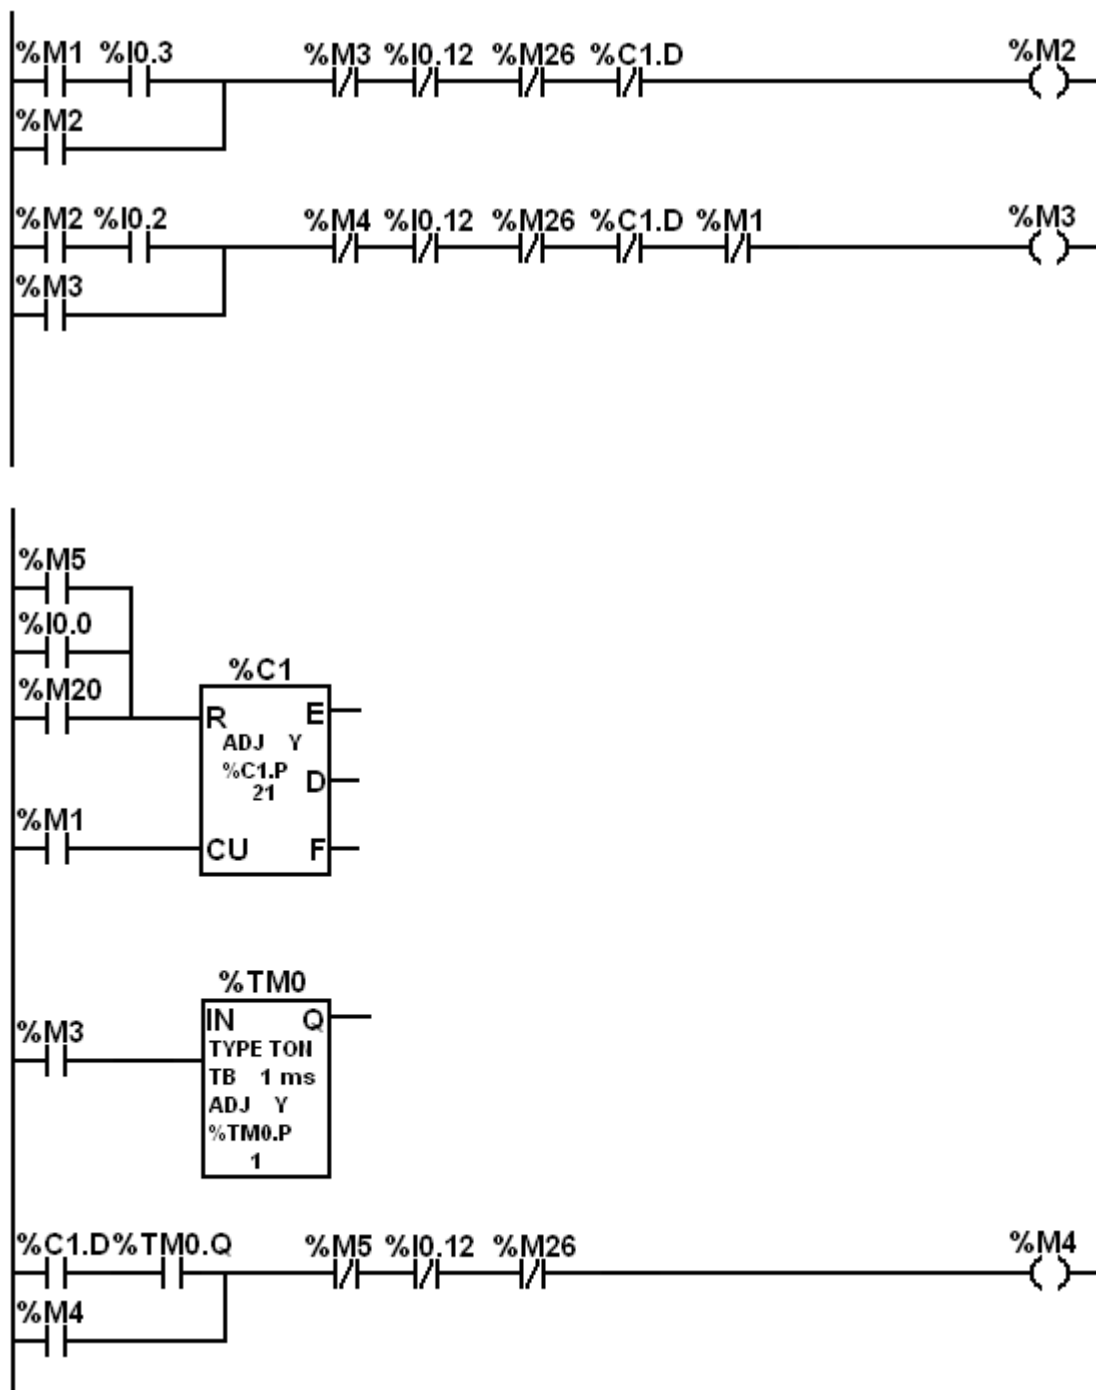 %M1 %I0.3 %M3 %I0.12 %M26 %C1.D %M2
%M2
%M2 %I0.2 %M4 %I0.12 %M26 %C1.D %M1 %M3
%M3
%M5
%I0.0
%C1
%M20
R E
ADJ Y
%C1.P D
21
%M1
CU F
%TM0
IN Q
%M3
TYPE TON
TB 1 ms
ADJ Y
%TM0.P
1
%C1.D %TM0.Q %M5 %I0.12 %M26 %M4
%M4